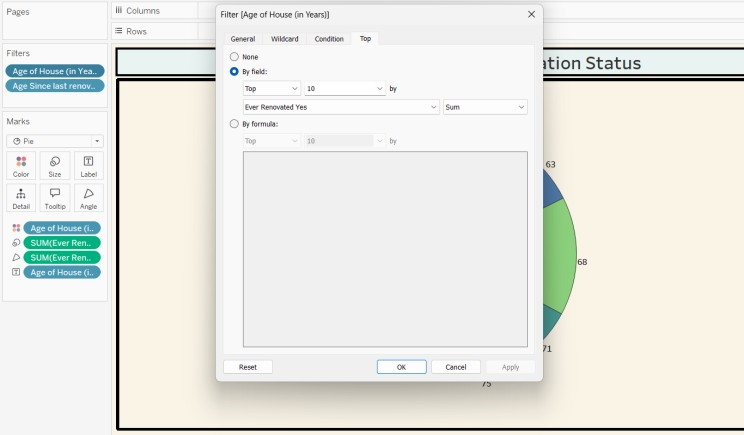 Pages
Filters
Age of House (in Yea..
Age Since last renov..
Marks
Pie
Color
Size
Label
Detail
Tooltip
Angle
Age of House (i..
SUM(Ever Ren..
SUM(Ever Ren..
Age of House (i..
Columns
Rows
Filter [Age of House (in Years)]
General Wildcard Condition Top
None
By field:
Top 10 by
Ever Renovated Yes Sum
By formula:
Top 10 by
Reset OK Cancel Apply
ation Status
63
68
71
75